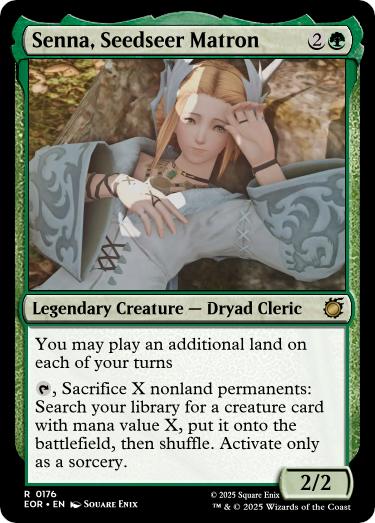 Senna, Seedseer Matron 2
Legendary Creature — Dryad Cleric
You may play an additional land on
each of your turns
, Sacrifice X nonland permanents:
Search your library for a creature card
with mana value X, put it onto the
battlefield, then shuffle. Activate only
as a sorcery.
2/2
R 0176
EOR • EN SQUARE ENIX
© 2025 Square Enix
™ & © 2025 Wizards of the Coast